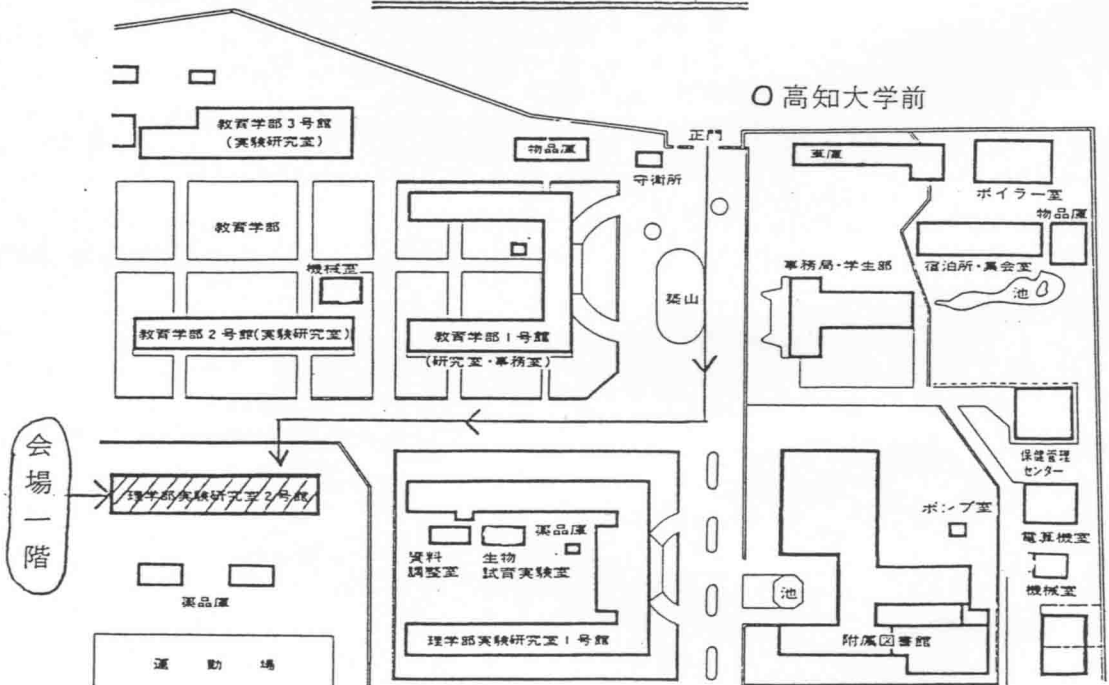 高知大学前
正門
教育学部3号館
(実験研究室)
物品庫
守衛所
車庫
ボイラー室
物品庫
教育学部
機械室
築山
事務局・学生部
宿泊所・集会室
池
教育学部2号館(実験研究室)
教育学部1号館
(研究室・事務室)
会場一階
理学部実験研究室2号館
保健管理
センター
ポンプ室
電算機室
資料
調整室
生物
試育実験室
薬品庫
薬品庫
池
機械室
理学部実験研究室1号館
附属図書館
運動場